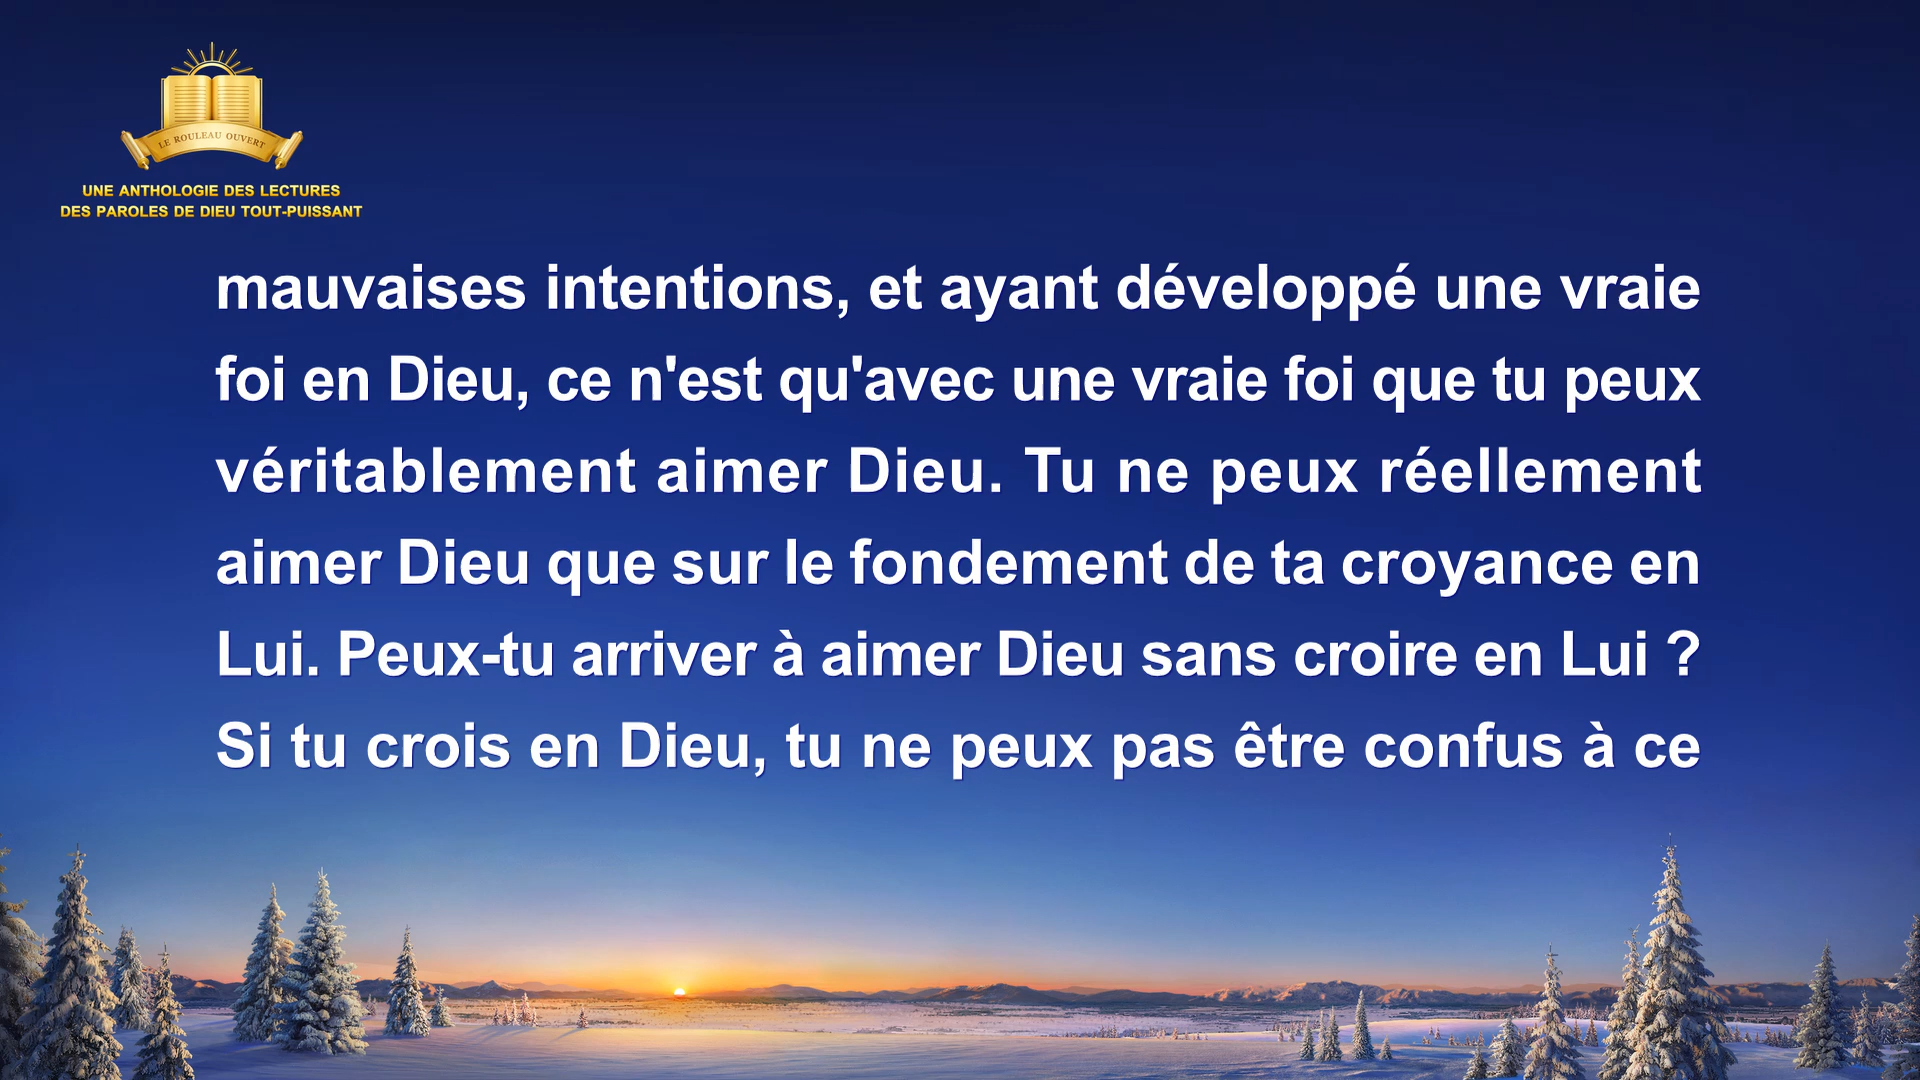 LE ROULEAU OUVERT
UNE ANTHOLOGIE DES LECTURES
DES PAROLES DE DIEU TOUT-PUISSANT
mauvaises intentions, et ayant développé une vraie
foi en Dieu, ce n'est qu'avec une vraie foi que tu peux
véritablement aimer Dieu. Tu ne peux réellement
aimer Dieu que sur le fondement de ta croyance en
Lui. Peux-tu arriver à aimer Dieu sans croire en Lui ?
Si tu crois en Dieu, tu ne peux pas être confus à ce